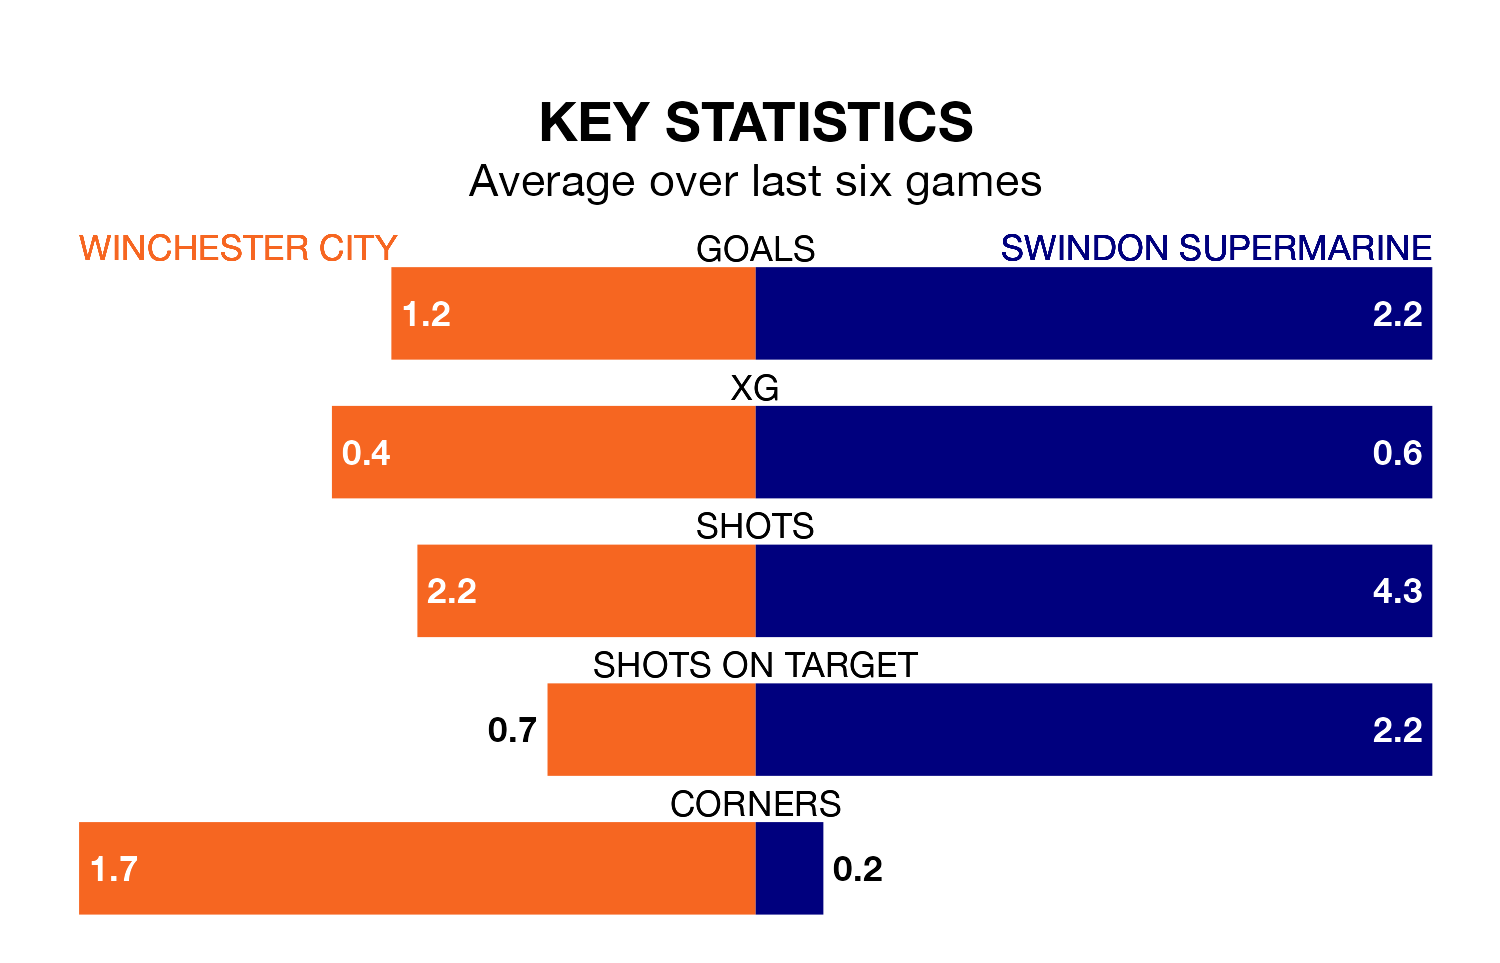 KEY STATISTICS
Average over last six games
WINCHESTER CITY GOALS SWINDON SUPERMARINE
1.2 2.2
XG
0.4 0.6
SHOTS
2.2 4.3
SHOTS ON TARGET
0.7 2.2
CORNERS
1.7 0.2